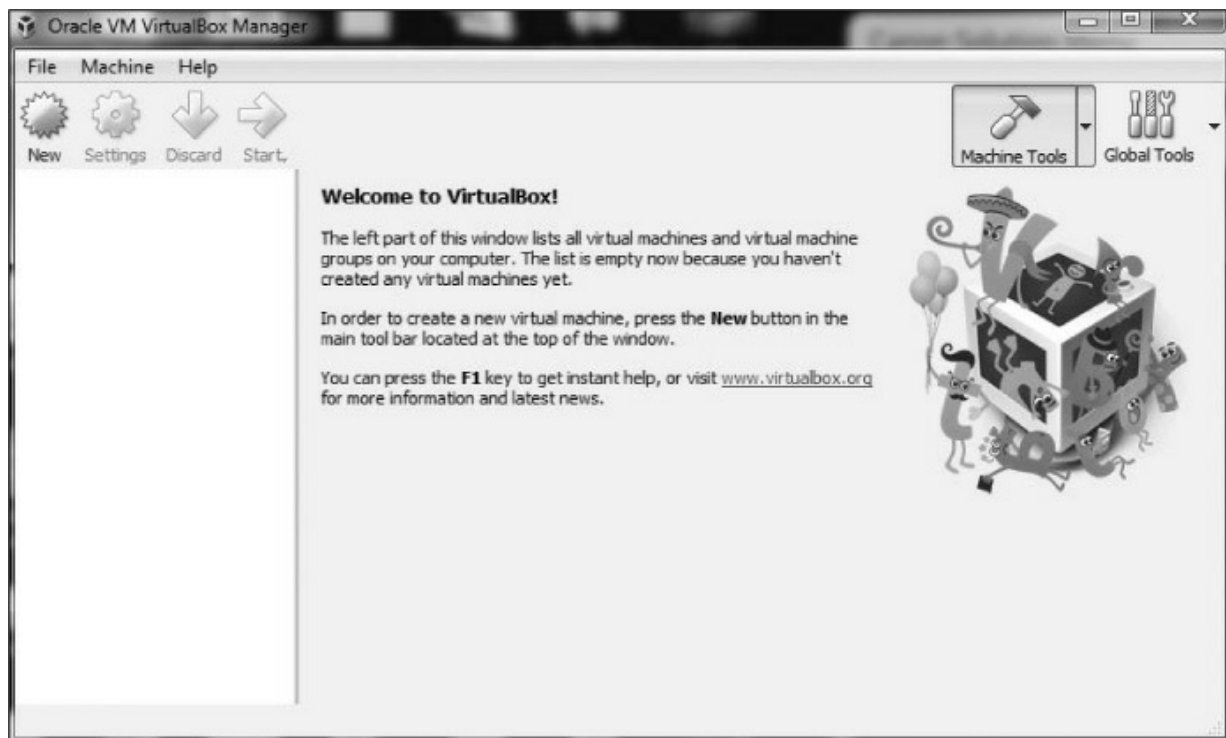 Oracle VM VirtualBox Manager
File Machine Help
New Settings Discard Start
Machine Tools Global Tools
Welcome to VirtualBox!
The left part of this window lists all virtual machines and virtual machine
groups on your computer. The list is empty now because you haven't
created any virtual machines yet.
In order to create a new virtual machine, press the New button in the
main tool bar located at the top of the window.
You can press the F1 key to get instant help, or visit www.virtualbox.org
for more information and latest news.